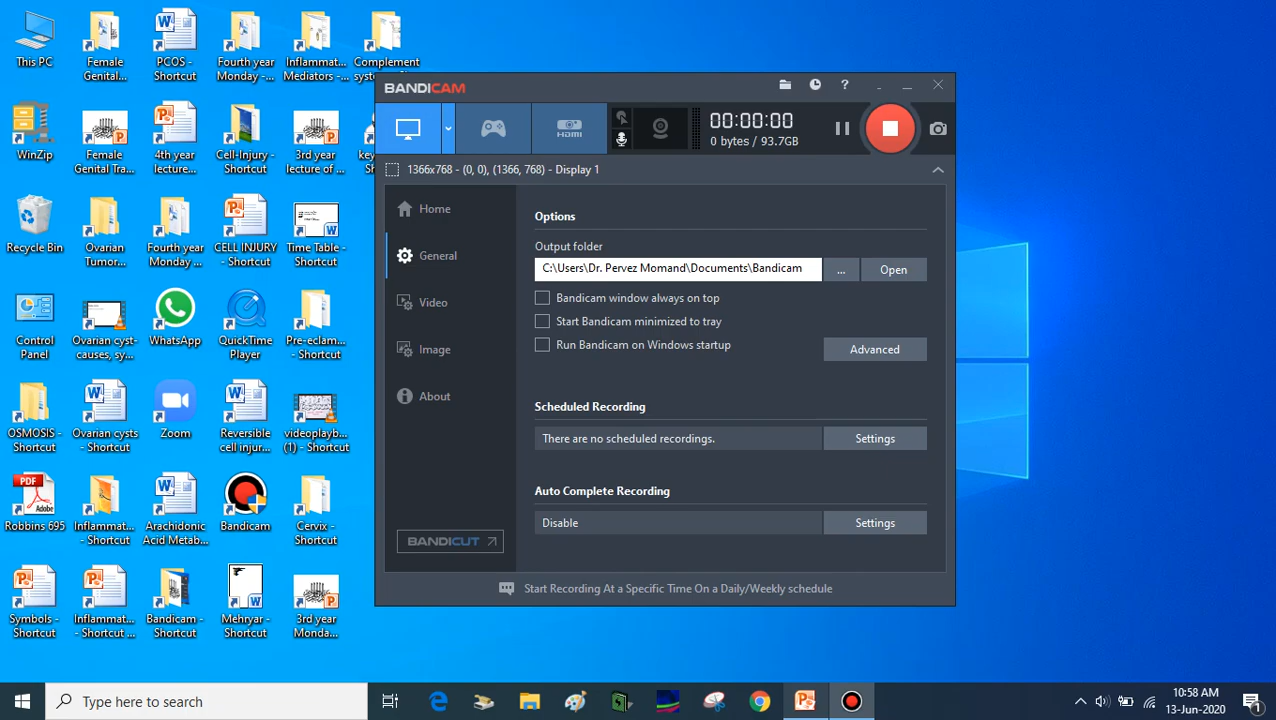 This PC
Female
Genital...
PCOS -
Shortcut
Fourth year
Monday -...
Inflammat...
Mediators -...
Complement
WinZip
Female
Genital Tra...
4th year
lecture...
Cell-Injury -
Shortcut
3rd year
lecture of ...
Recycle Bin
Ovarian
Tumor...
Fourth year
Monday ...
CELL INJURY
- Shortcut
Time Table -
Shortcut
Control
Panel
Ovarian cyst-
causes, sy...
WhatsApp
QuickTime
Player
Pre-eclam...
- Shortcut
OSMOSIS -
Shortcut
Ovarian cysts
- Shortcut
Zoom
Reversible
cell injur...
videoplayb...
(1) - Shortcut
PDF
Adobe
Robbins 695
Inflammat...
- Shortcut
Arachidonic
Acid Metab...
Bandicam
Cervix -
Shortcut
Symbols -
Shortcut
Inflammat...
- Shortcut ...
Bandicam -
Shortcut
Mehryar -
Shortcut
3rd year
Monda...
BANDICAM
?
HDMI
00:00:00
0 bytes / 93.7GB
1366x768 - (0, 0), (1366, 768) - Display 1
Home
General
Video
Image
About
BANDICUT
Options
Output folder
C:\Users\Dr. Pervez Momand\Documents\Bandicam
...
Open
Bandicam window always on top
Start Bandicam minimized to tray
Run Bandicam on Windows startup
Advanced
Scheduled Recording
There are no scheduled recordings.
Settings
Auto Complete Recording
Disable
Settings
Start Recording At a Specific Time On a Daily/Weekly schedule
Type here to search
10:58 AM
13-Jun-2020
1